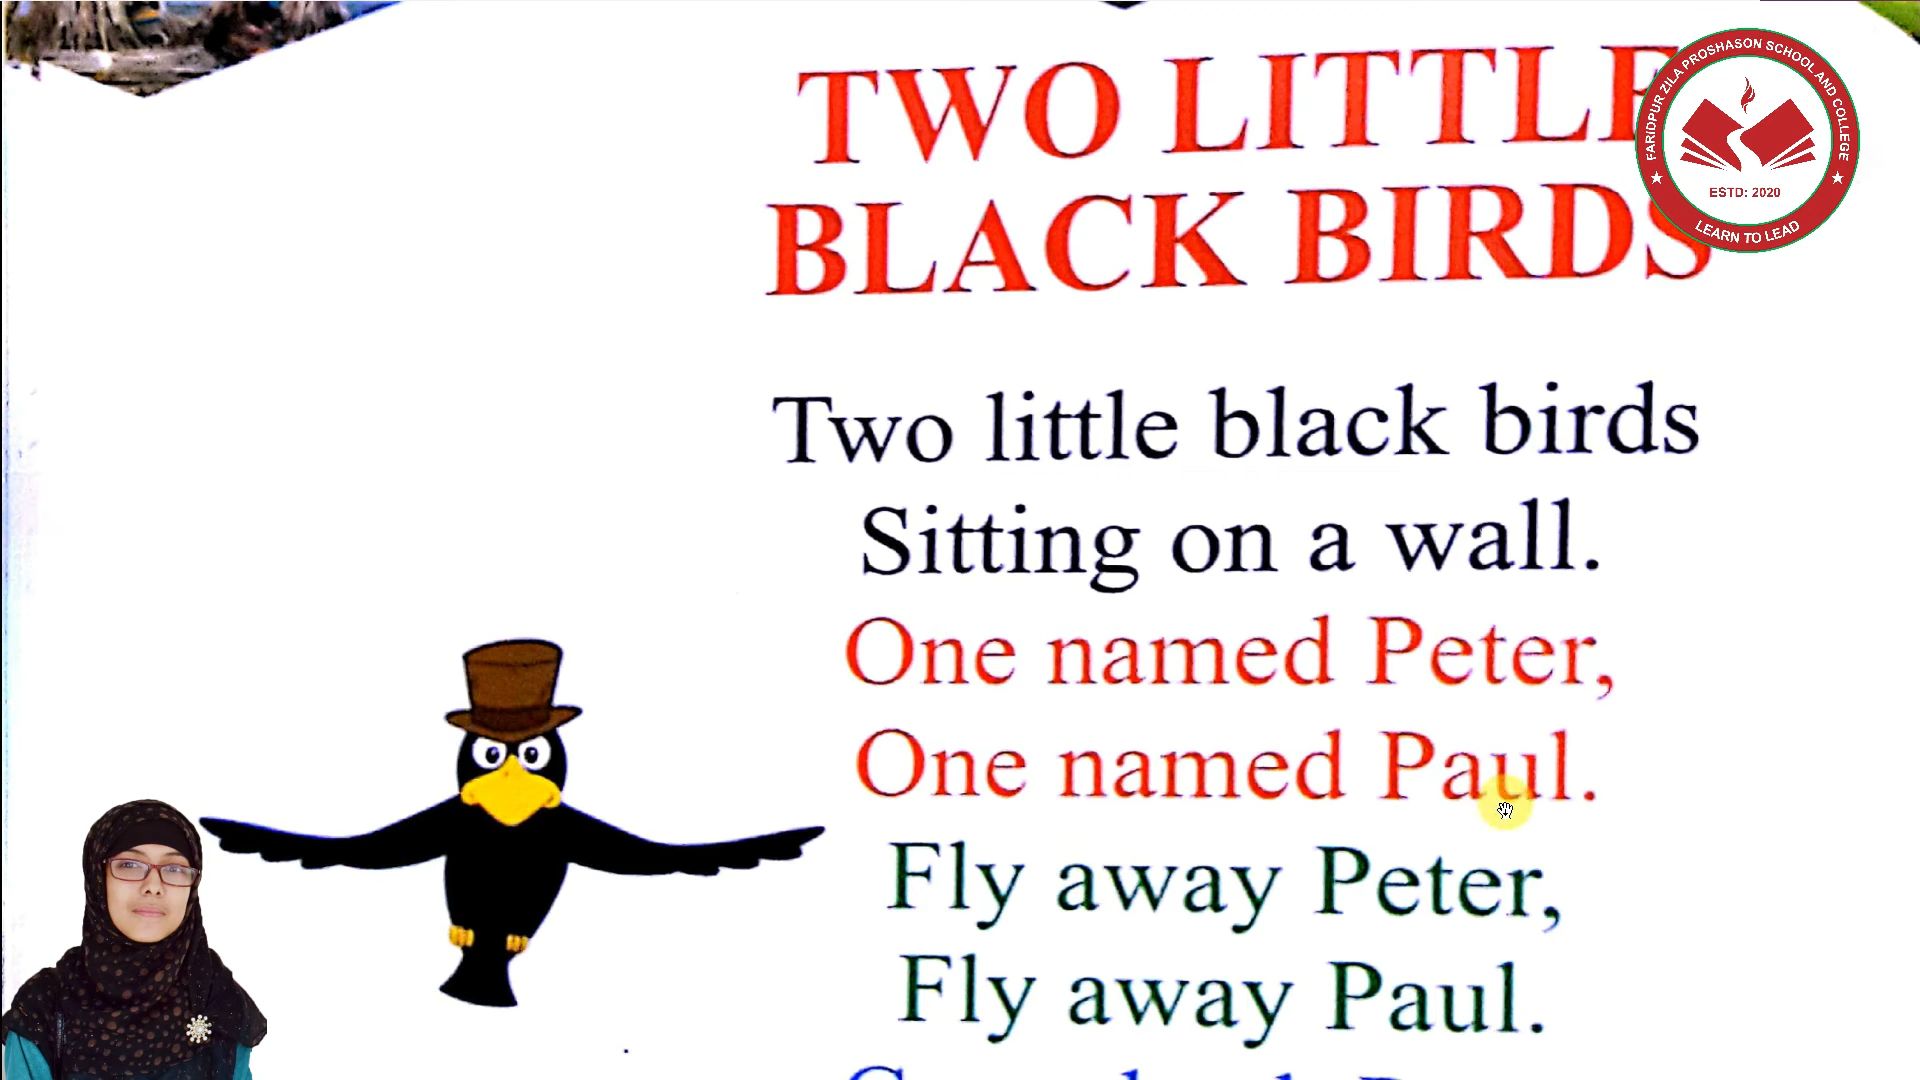 TWO LITTLE
BLACK BIRDS
FARIDPUR ZILA PROSHASON SCHOOL AND COLLEGE
ESTD: 2020
LEARN TO LEAD
Two little black birds
Sitting on a wall.
One named Peter,
One named Paul.
Fly away Peter,
Fly away Paul.